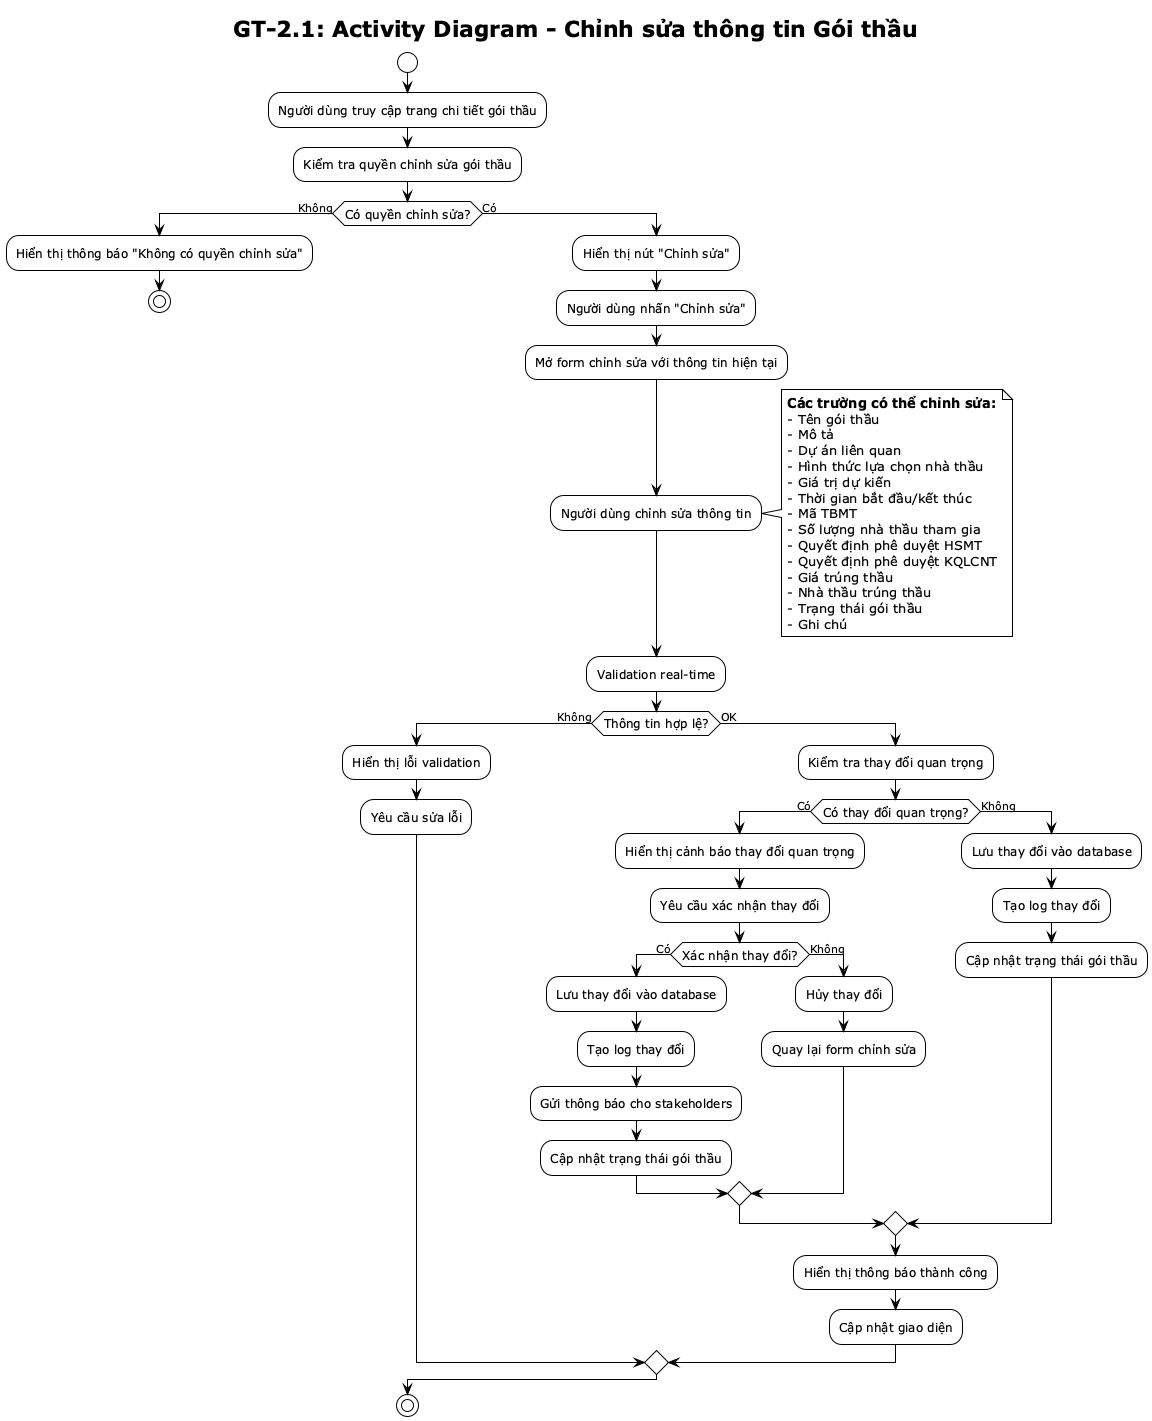 GT-2.1: Activity Diagram - Chỉnh sửa thông tin Gói thầu
Người dùng truy cập trang chi tiết gói thầu
Kiểm tra quyền chỉnh sửa gói thầu
Không
Có quyền chỉnh sửa?
Có
Hiển thị thông báo "Không có quyền chỉnh sửa"
Hiển thị nút "Chỉnh sửa"
Người dùng nhấn "Chỉnh sửa"
Mở form chỉnh sửa với thông tin hiện tại
Người dùng chỉnh sửa thông tin
Các trường có thể chỉnh sửa:
- Tên gói thầu
- Mô tả
- Dự án liên quan
- Hình thức lựa chọn nhà thầu
- Giá trị dự kiến
- Thời gian bắt đầu/kết thúc
- Mã TBMT
- Số lượng nhà thầu tham gia
- Quyết định phê duyệt HSMT
- Quyết định phê duyệt KQLCNT
- Giá trúng thầu
- Nhà thầu trúng thầu
- Trạng thái gói thầu
- Ghi chú
Validation real-time
Không
Thông tin hợp lệ?
OK
Hiển thị lỗi validation
Yêu cầu sửa lỗi
Kiểm tra thay đổi quan trọng
Có
Có thay đổi quan trọng?
Không
Hiển thị cảnh báo thay đổi quan trọng
Yêu cầu xác nhận thay đổi
Có
Xác nhận thay đổi?
Không
Lưu thay đổi vào database
Tạo log thay đổi
Gửi thông báo cho stakeholders
Cập nhật trạng thái gói thầu
Hủy thay đổi
Quay lại form chỉnh sửa
Lưu thay đổi vào database
Tạo log thay đổi
Cập nhật trạng thái gói thầu
Hiển thị thông báo thành công
Cập nhật giao diện